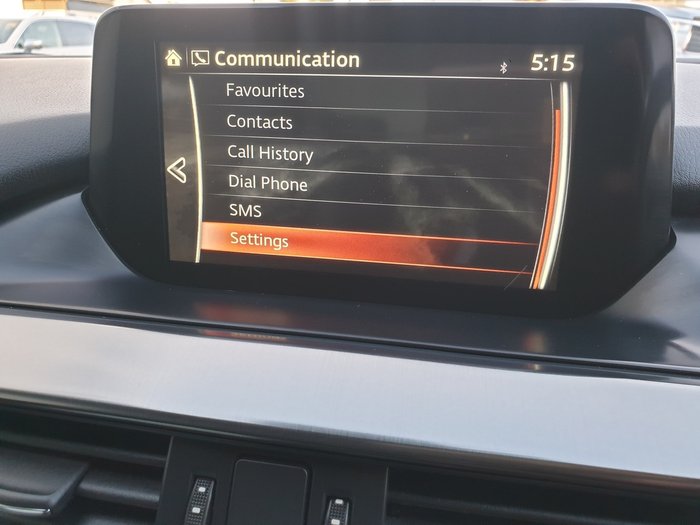 Communication 5:15
Favourites
Contacts
Call History
Dial Phone
SMS
Settings